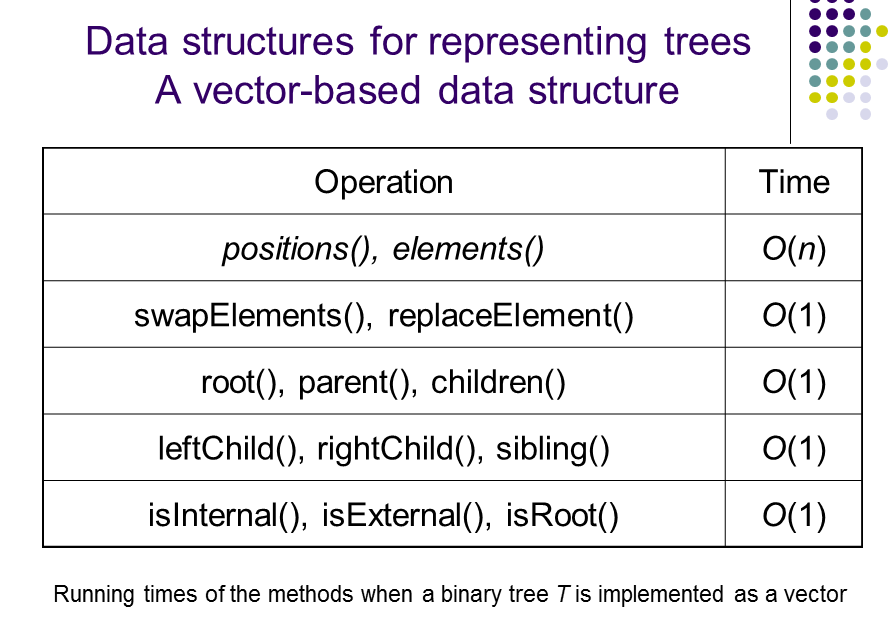 Data structures for representing trees
A vector-based data structure
Operation Time
positions(), elements() O(n)
swapElements(), replaceElement() O(1)
root(), parent(), children() O(1)
leftChild(), rightChild(), sibling() O(1)
isInternal(), isExternal(), isRoot() O(1)
Running times of the methods when a binary tree T is implemented as a vector